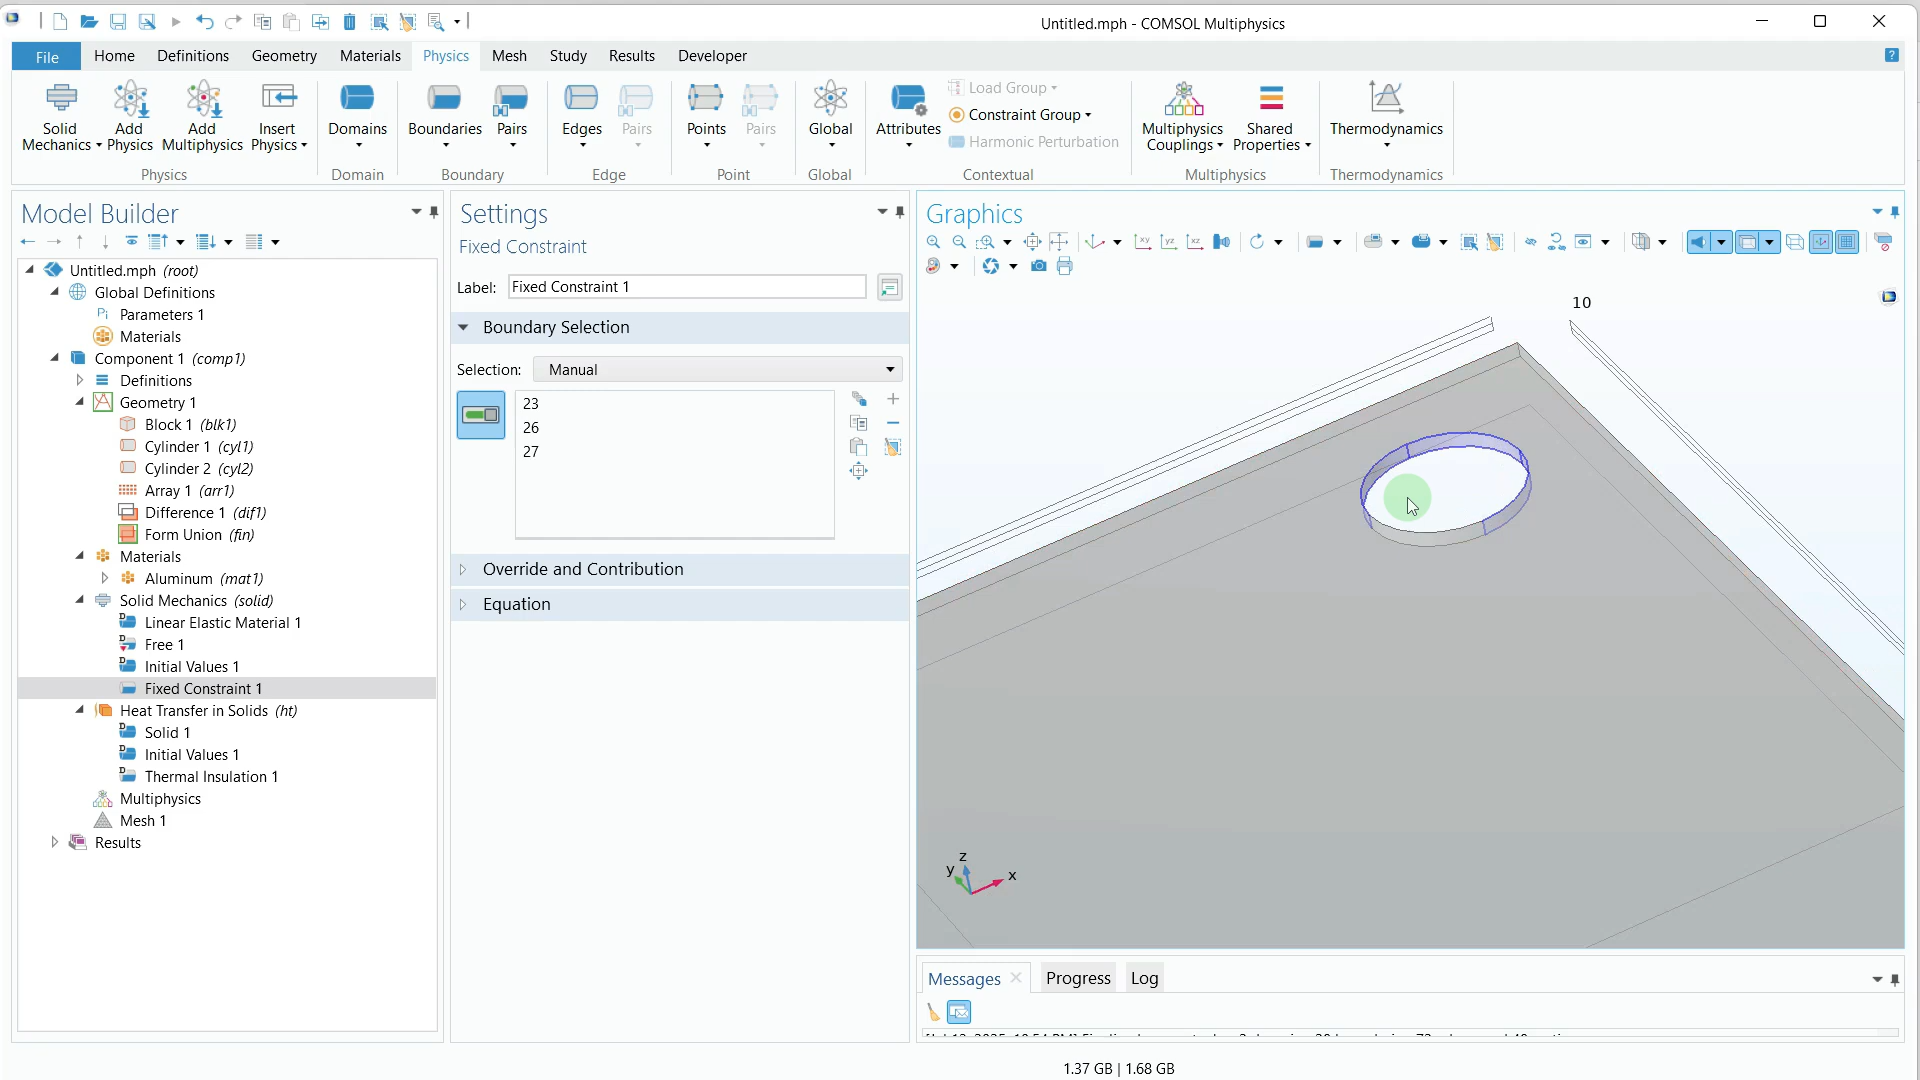 Untitled.mph - COMSOL Multiphysics
File
Home
Definitions
Geometry
Materials
Physics
Mesh
Study
Results
Developer
Solid Mechanics
Add Physics
Add Multiphysics
Insert Physics
Physics
Domains
Domain
Boundaries
Pairs
Boundary
Edges
Pairs
Edge
Points
Pairs
Point
Global
Global
Attributes
Load Group
Constraint Group
Harmonic Perturbation
Contextual
Multiphysics Couplings
Shared Properties
Multiphysics
Thermodynamics
Thermodynamics
Model Builder
Untitled.mph (root)
Global Definitions
Pi Parameters 1
Materials
Component 1 (comp1)
Definitions
Geometry 1
Block 1 (blk1)
Cylinder 1 (cyl1)
Cylinder 2 (cyl2)
Array 1 (arr1)
Difference 1 (dif1)
Form Union (fin)
Materials
Aluminum (mat1)
Solid Mechanics (solid)
Linear Elastic Material 1
Free 1
Initial Values 1
Fixed Constraint 1
Heat Transfer in Solids (ht)
Solid 1
Initial Values 1
Thermal Insulation 1
Multiphysics
Mesh 1
Results
Settings
Fixed Constraint
Label: Fixed Constraint 1
Boundary Selection
Selection: Manual
23
26
27
Override and Contribution
Equation
Graphics
xy
yz
xz
10
z
y
x
Messages
Progress
Log
1.37 GB | 1.68 GB